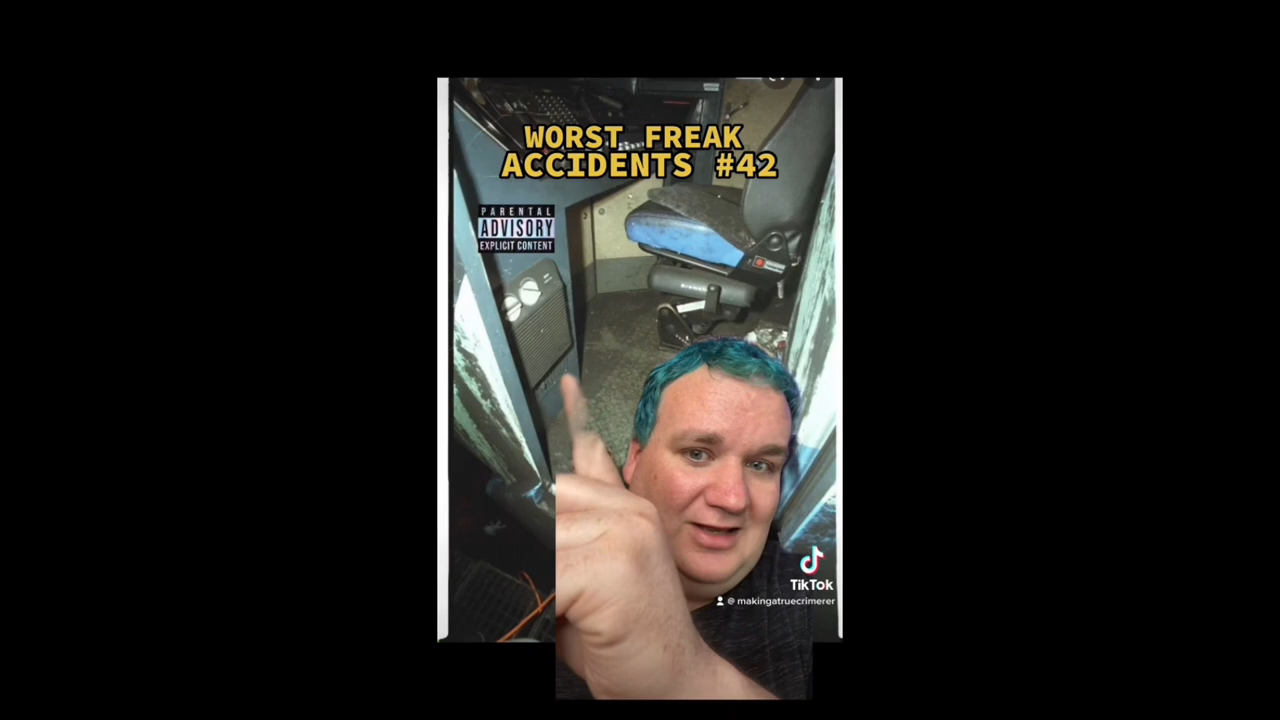 WORST FREAK
ACCIDENTS #42
PARENTAL
ADVISORY
EXPLICIT CONTENT
TikTok
@ makingatruecrimerer